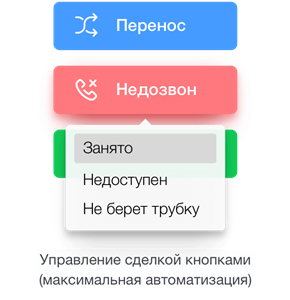 Перенос
Недозвон
Занято
Недоступен
Не берет трубку
Управление сделкой кнопками
(максимальная автоматизация)